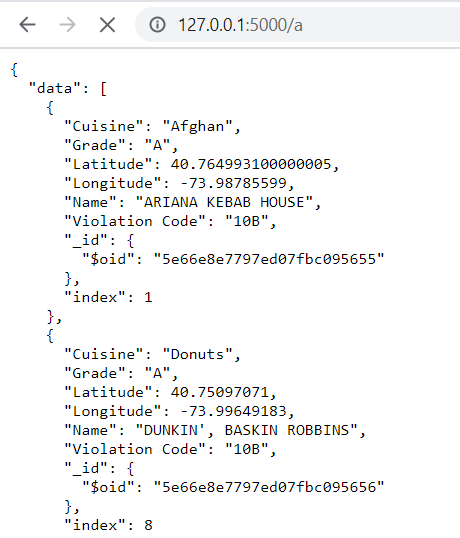 127.0.0.1:5000/a
{
  "data": [
    {
      "Cuisine": "Afghan",
      "Grade": "A",
      "Latitude": 40.764993100000005,
      "Longitude": -73.98785599,
      "Name": "ARIANA KEBAB HOUSE",
      "Violation Code": "10B",
      "_id": {
        "$oid": "5e66e8e7797ed07fbc095655"
      },
      "index": 1
    },
    {
      "Cuisine": "Donuts",
      "Grade": "A",
      "Latitude": 40.75097071,
      "Longitude": -73.99649183,
      "Name": "DUNKIN', BASKIN ROBBINS",
      "Violation Code": "10B",
      "_id": {
        "$oid": "5e66e8e7797ed07fbc095656"
      },
      "index": 8